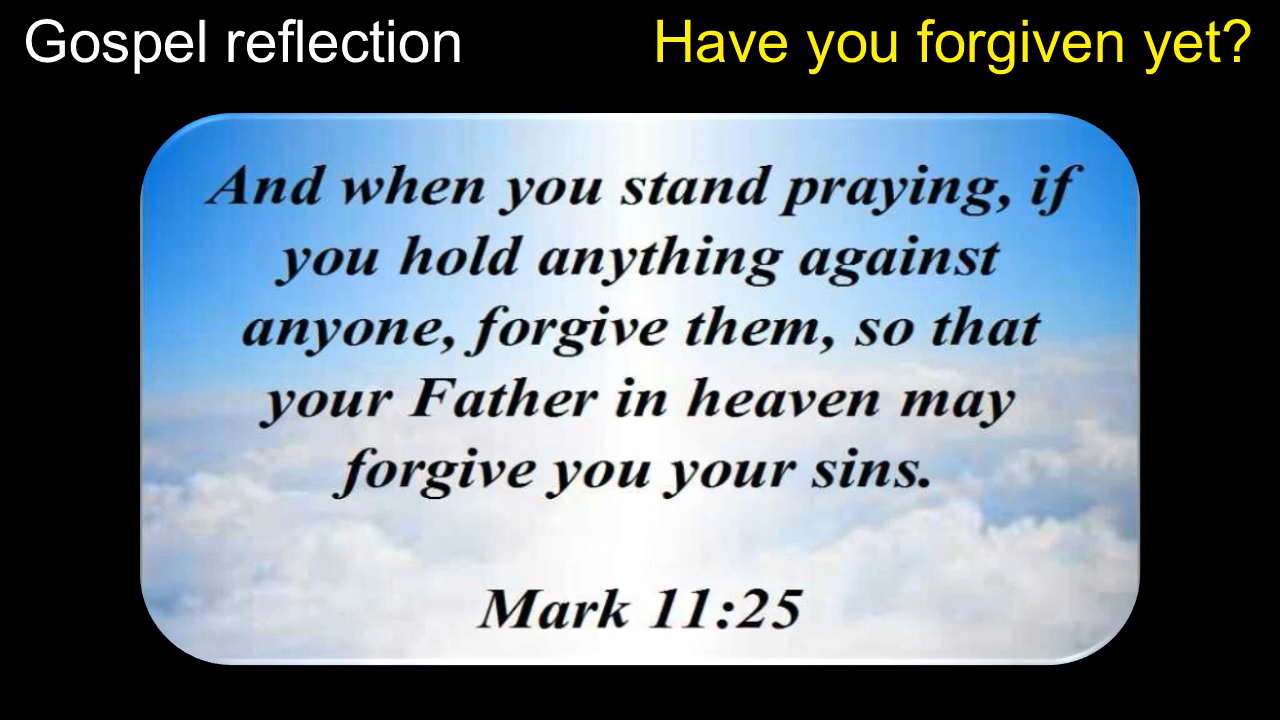 Gospel reflection
Have you forgiven yet?
And when you stand praying, if
you hold anything against
anyone, forgive them, so that
your Father in heaven may
forgive you your sins.
Mark 11:25